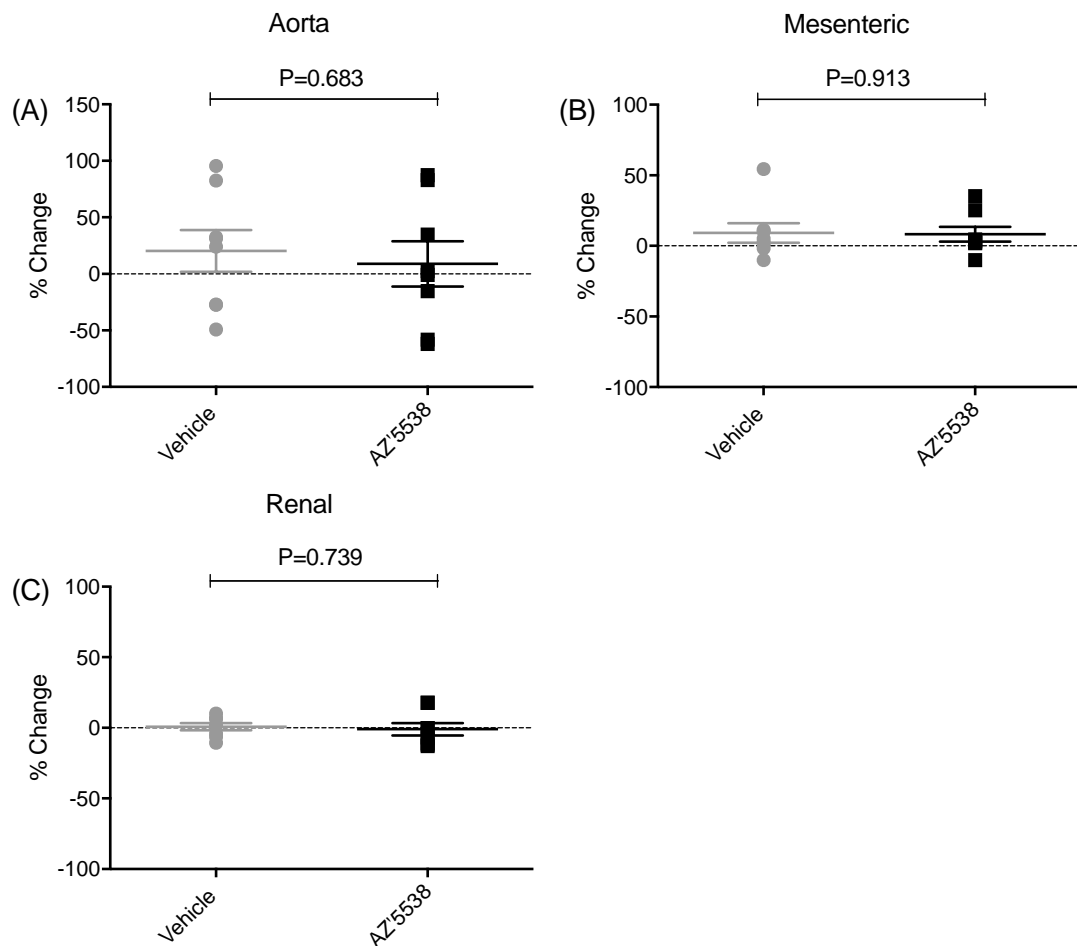 Aorta
P=0.683
(A)
150
100
50
0
-50
-100
% Change
Vehicle
AZ'5538
Mesenteric
P=0.913
(B)
100
50
0
-50
-100
% Change
Vehicle
AZ'5538
Renal
P=0.739
(C)
100
50
0
-50
-100
% Change
Vehicle
AZ'5538